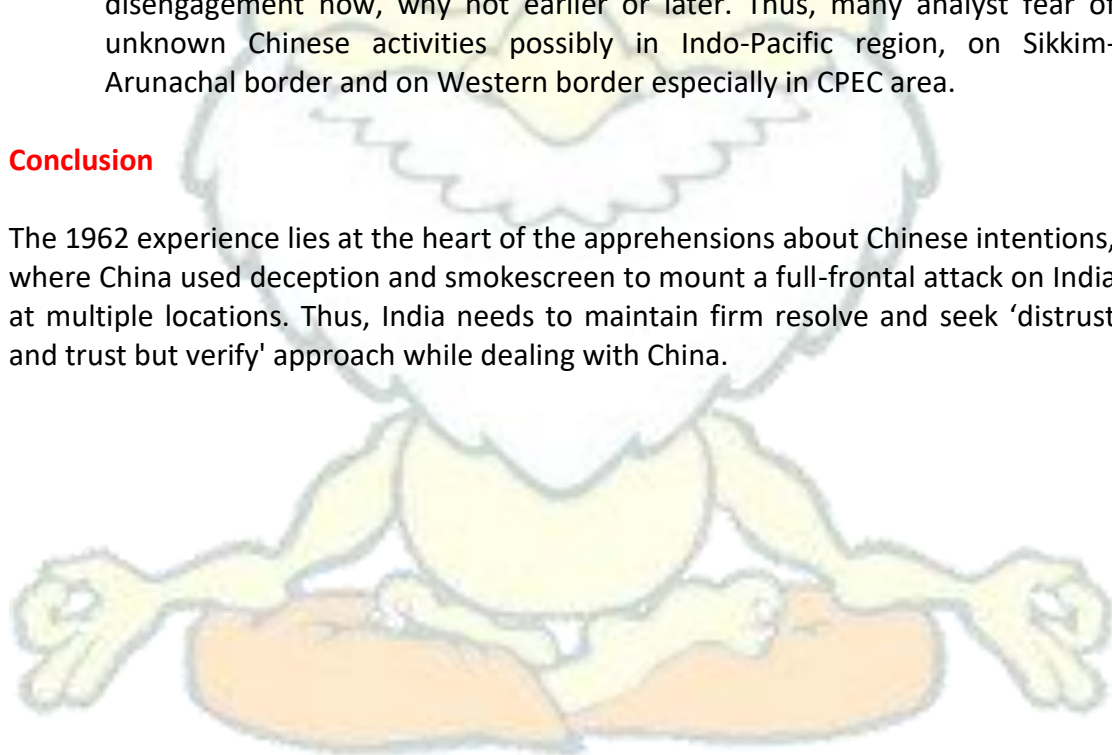 disengagement now, why not earlier or later. Thus, many analyst fear of
unknown Chinese activities possibly in Indo-Pacific region, on Sikkim-
Arunachal border and on Western border especially in CPEC area.
Conclusion
The 1962 experience lies at the heart of the apprehensions about Chinese intentions,
where China used deception and smokescreen to mount a full-frontal attack on India
at multiple locations. Thus, India needs to maintain firm resolve and seek ‘distrust
and trust but verify' approach while dealing with China.